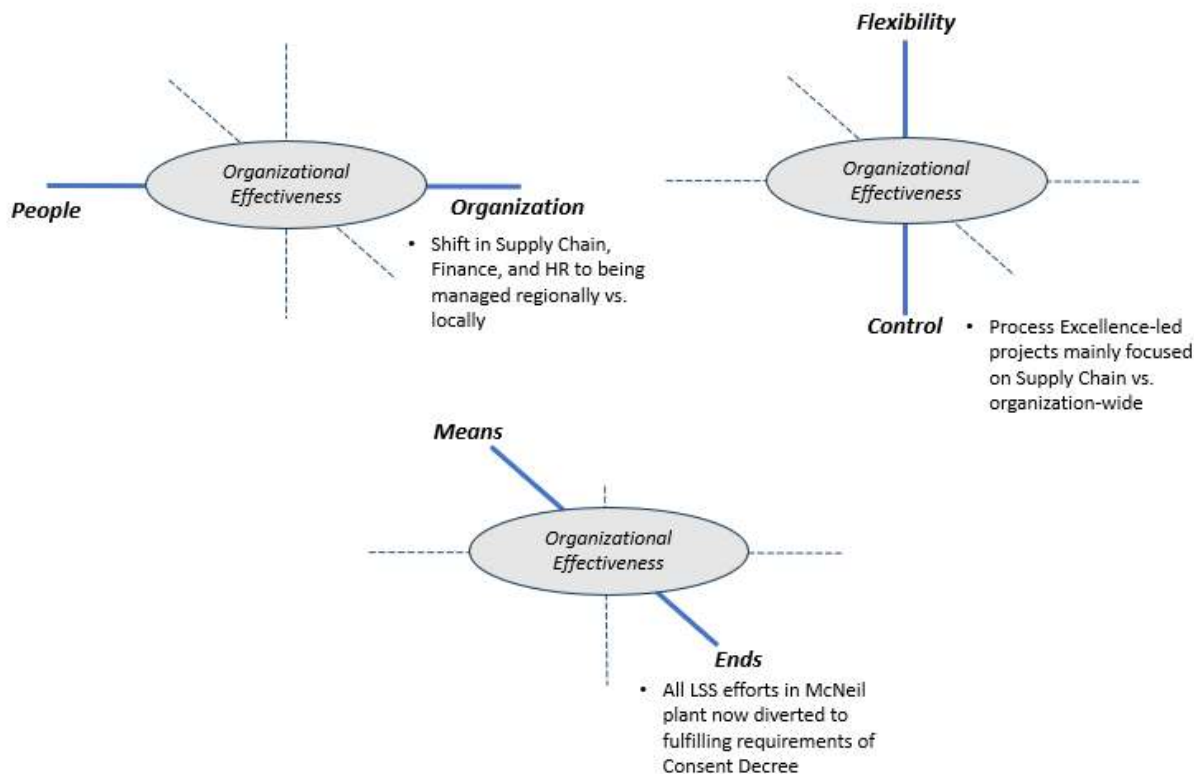 Organizational
Effectiveness
People
Organization
• Shift in Supply Chain,
Finance, and HR to being
managed regionally vs.
locally
Flexibility
Organizational
Effectiveness
Control
• Process Excellence-led
projects mainly focused
on Supply Chain vs.
organization-wide
Means
Organizational
Effectiveness
Ends
• All LSS efforts in McNeil
plant now diverted to
fulfilling requirements of
Consent Decree